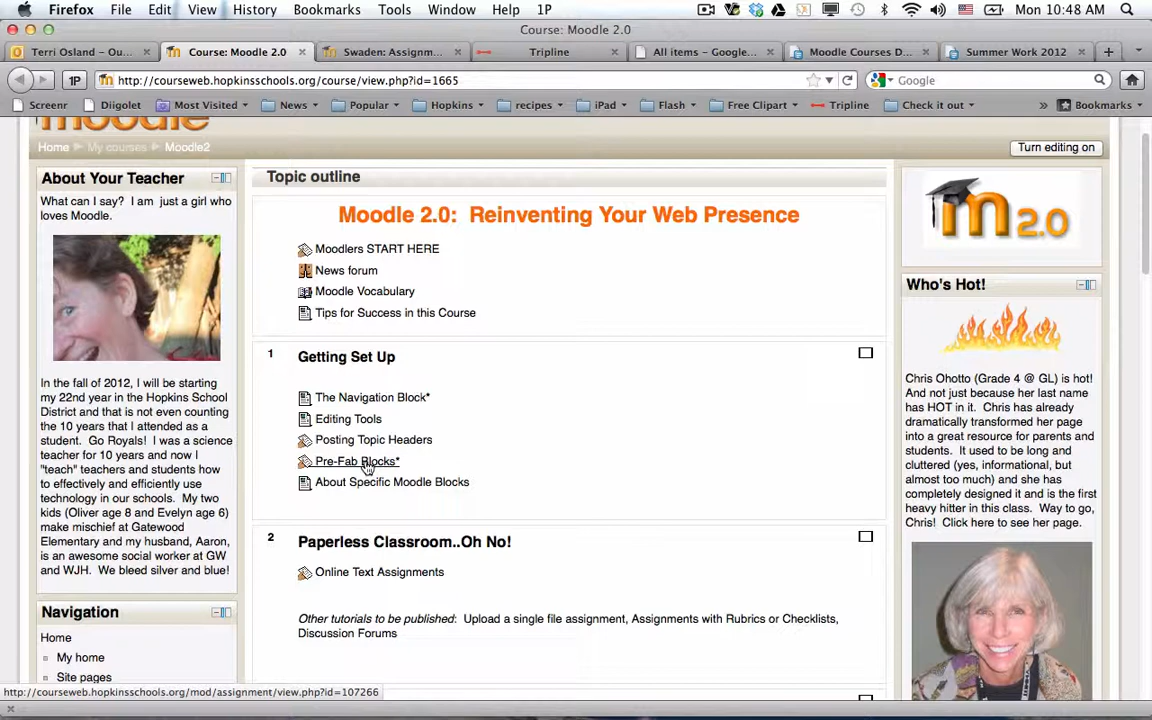 Firefox File Edit View History Bookmarks Tools Window Help 1P Mon 10:48 AM
Course: Moodle 2.0
Terri Osland – Ou... Course: Moodle 2.0 Swaden: Assignm... Tripline All items – Google... Moodle Courses D... Summer Work 2012
1P http://courseweb.hopkinsschools.org/course/view.php?id=1665 Google
Screenr Diigolet Most Visited News Popular Hopkins recipes iPad Flash Free Clipart Tripline Check it out » Bookmarks
moodle
Home My courses Moodle2 Turn editing on
About Your Teacher
What can I say? I am just a girl who
loves Moodle.
In the fall of 2012, I will be starting
my 22nd year in the Hopkins School
District and that is not even counting
the 10 years that I attended as a
student. Go Royals! I was a science
teacher for 10 years and now I
"teach" teachers and students how
to effectively and efficiently use
technology in our schools. My two
kids (Oliver age 8 and Evelyn age 6)
make mischief at Gatewood
Elementary and my husband, Aaron,
is an awesome social worker at GW
and WJH. We bleed silver and blue!
Navigation
Home
My home
Site pages
Topic outline
Moodle 2.0: Reinventing Your Web Presence
Moodlers START HERE
News forum
Moodle Vocabulary
Tips for Success in this Course
1 Getting Set Up
The Navigation Block*
Editing Tools
Posting Topic Headers
Pre-Fab Blocks*
About Specific Moodle Blocks
2 Paperless Classroom..Oh No!
Online Text Assignments
Other tutorials to be published: Upload a single file assignment, Assignments with Rubrics or Checklists,
Discussion Forums
m 2.0
Who's Hot!
Chris Ohotto (Grade 4 @ GL) is hot!
And not just because her last name
has HOT in it. Chris has already
dramatically transformed her page
into a great resource for parents and
students. It used to be long and
cluttered (yes, informational, but
almost too much) and she has
completely designed it and is the first
heavy hitter in this class. Way to go,
Chris! Click here to see her page.
http://courseweb.hopkinsschools.org/mod/assignment/view.php?id=107266